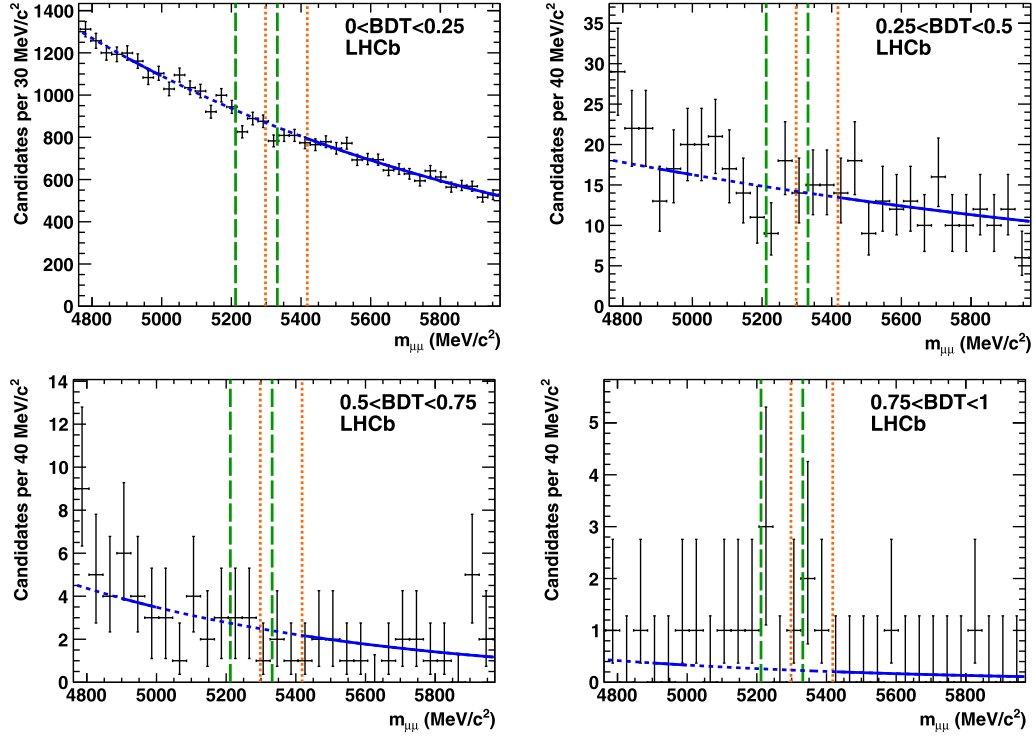 0<BDT<0.25
LHCb
Candidates per 30 MeV/c²
1400
1200
1000
800
600
400
200
0
4800 5000 5200 5400 5600 5800
m_μμ (MeV/c²)
0.25<BDT<0.5
LHCb
Candidates per 40 MeV/c²
35
30
25
20
15
10
5
0
4800 5000 5200 5400 5600 5800
m_μμ (MeV/c²)
0.5<BDT<0.75
LHCb
Candidates per 40 MeV/c²
14
12
10
8
6
4
2
0
4800 5000 5200 5400 5600 5800
m_μμ (MeV/c²)
0.75<BDT<1
LHCb
Candidates per 40 MeV/c²
5
4
3
2
1
0
4800 5000 5200 5400 5600 5800
m_μμ (MeV/c²)